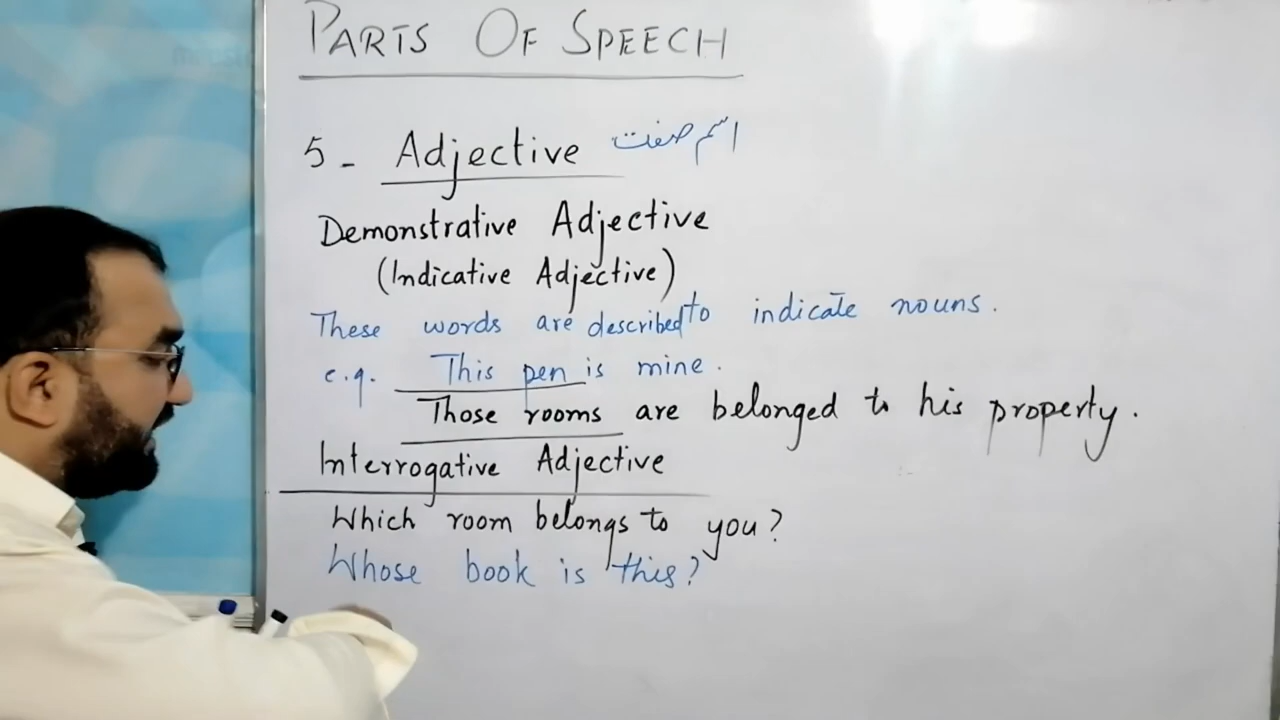 PARTS OF SPEECH
5- Adjective اسم صفت
Demonstrative Adjective
(Indicative Adjective)
These words are described to indicate nouns.
e.g. This pen is mine.
Those rooms are belonged to his property.
Interrogative Adjective
Which room belongs to you?
Whose book is this?